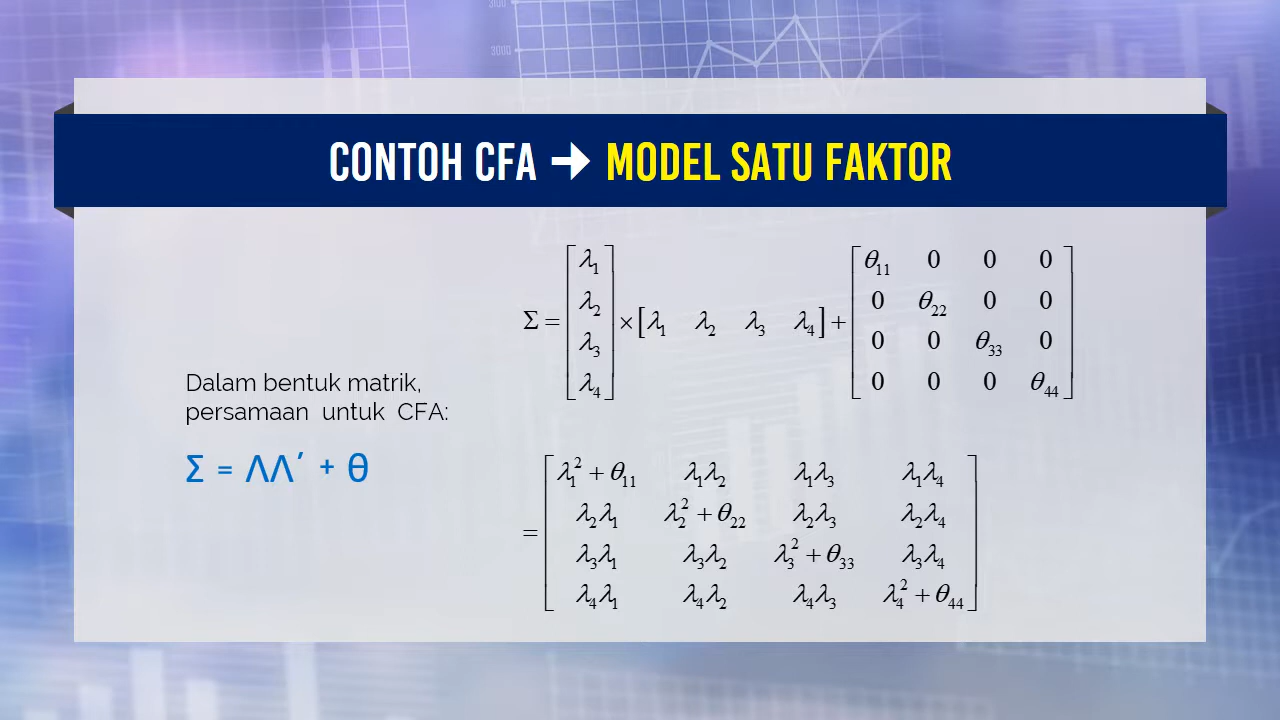 3100
3000
CONTOH CFA → MODEL SATU FAKTOR
Dalam bentuk matrik,
persamaan untuk CFA:
Σ = ΛΛ′ + θ
Σ = [λ₁ λ₂ λ₃ λ₄] × [λ₁ λ₂ λ₃ λ₄] + [θ₁₁ 0 0 0
0 θ₂₂ 0 0
0 0 θ₃₃ 0
0 0 0 θ₄₄]
= [λ₁² + θ₁₁ λ₁λ₂ λ₁λ₃ λ₁λ₄
λ₂λ₁ λ₂² + θ₂₂ λ₂λ₃ λ₂λ₄
λ₃λ₁ λ₃λ₂ λ₃² + θ₃₃ λ₃λ₄
λ₄λ₁ λ₄λ₂ λ₄λ₃ λ₄² + θ₄₄]